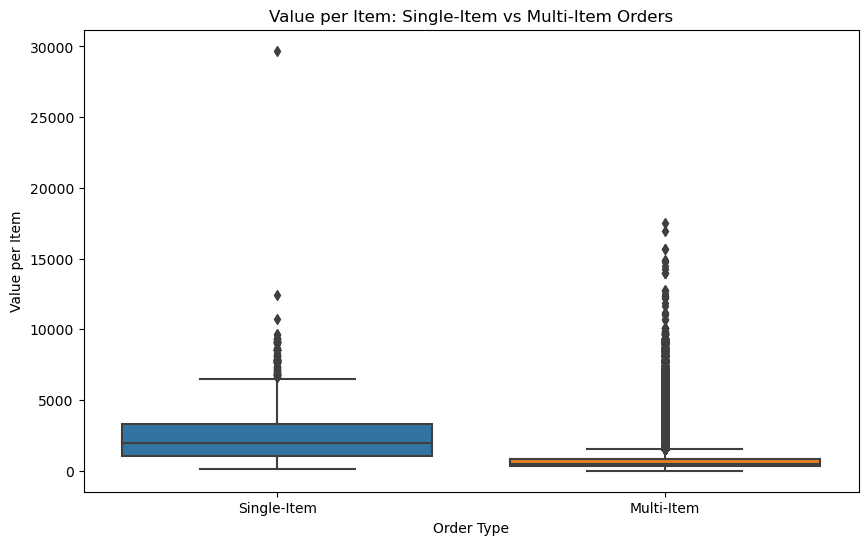 Value per Item: Single-Item vs Multi-Item Orders
30000
25000
20000
15000
10000
5000
0
Value per Item
Single-Item
Multi-Item
Order Type